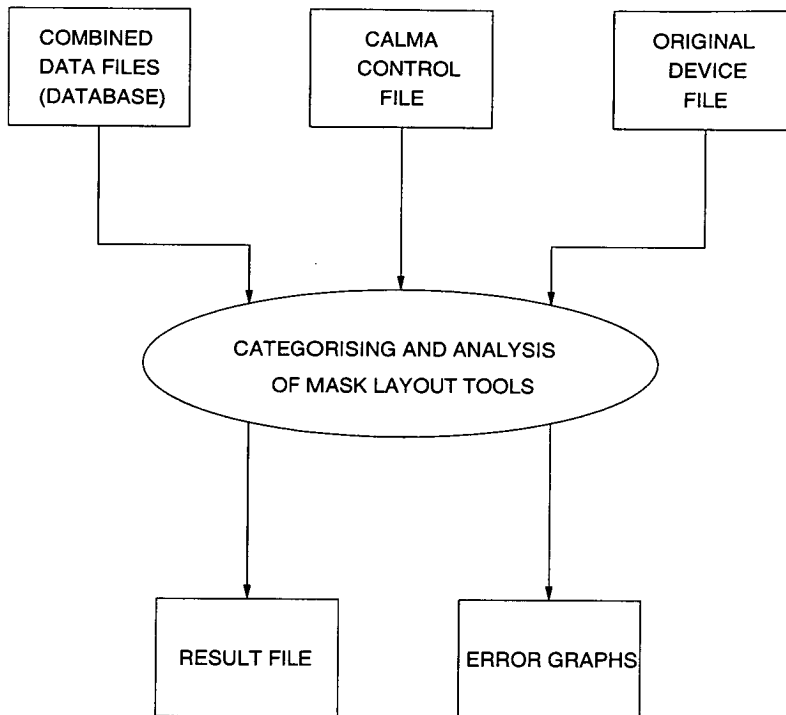 COMBINED
DATA FILES
(DATABASE)
CALMA
CONTROL
FILE
ORIGINAL
DEVICE
FILE
CATEGORISING AND ANALYSIS
OF MASK LAYOUT TOOLS
RESULT FILE
ERROR GRAPHS